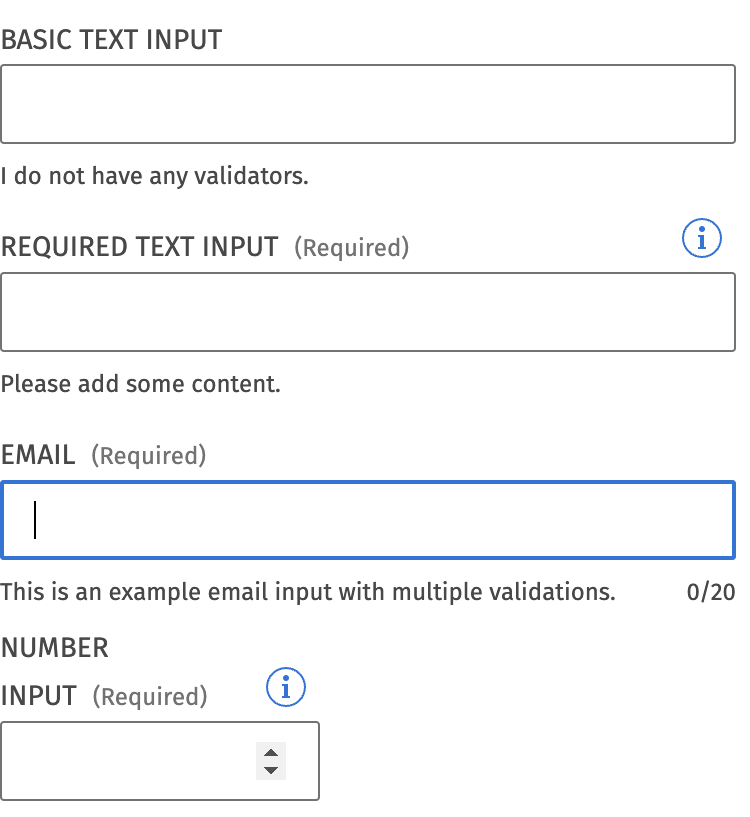 BASIC TEXT INPUT
I do not have any validators.
REQUIRED TEXT INPUT (Required)
Please add some content.
EMAIL (Required)
This is an example email input with multiple validations. 0/20
NUMBER
INPUT (Required)